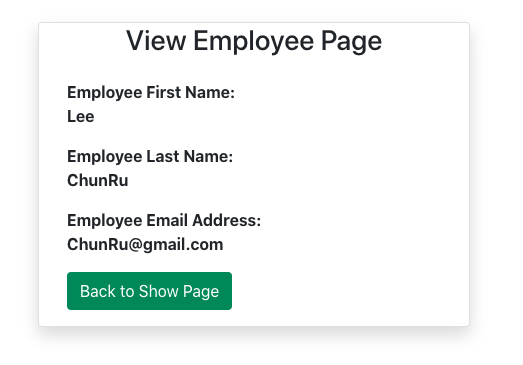 View Employee Page
Employee First Name:
Lee
Employee Last Name:
ChunRu
Employee Email Address:
ChunRu@gmail.com
Back to Show Page